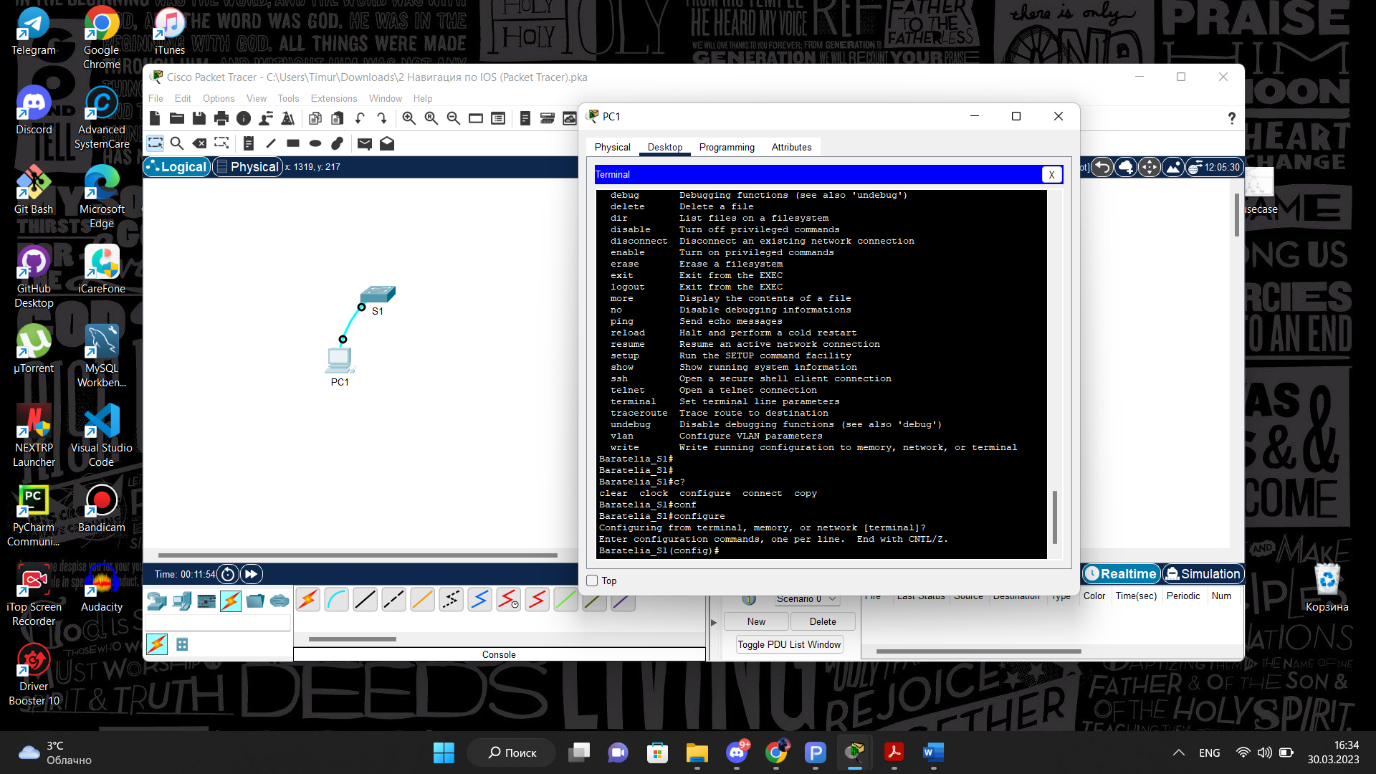 Telegram
Google
Chrome
iTunes
Discord
Advanced
SystemCare
Git Bash
Microsoft
Edge
GitHub
Desktop
iCareFone
µTorrent
MySQL
Workben...
NEXTRP
Launcher
Visual Studio
Code
PyCharm
Communi...
Bandicam
iTop Screen
Recorder
Audacity
Driver
Booster 10
Корзина
Cisco Packet Tracer - C:\Users\Timur\Downloads\2 Навигация по IOS (Packet Tracer).pka
File Edit Options View Tools Extensions Window Help
Logical Physical x: 1319, y: 217
12:05:30
S1
PC1
PC1
Physical Desktop Programming Attributes
Terminal X
debug Debugging functions (see also 'undebug')
delete Delete a file
dir List files on a filesystem
disable Turn off privileged commands
disconnect Disconnect an existing network connection
enable Turn on privileged commands
erase Erase a filesystem
exit Exit from the EXEC
logout Exit from the EXEC
more Display the contents of a file
no Disable debugging informations
ping Send echo messages
reload Halt and perform a cold restart
resume Resume an active network connection
setup Run the SETUP command facility
show Show running system information
ssh Open a secure shell client connection
telnet Open a telnet connection
terminal Set terminal line parameters
traceroute Trace route to destination
undebug Disable debugging functions (see also 'debug')
vlan Configure VLAN parameters
write Write running configuration to memory, network, or terminal
Baratelia_S1#
Baratelia_S1#
Baratelia_S1#c?
clear clock configure connect copy
Baratelia_S1#conf
Baratelia_S1#configure
Configuring from terminal, memory, or network [terminal]?
Enter configuration commands, one per line. End with CNTL/Z.
Baratelia_S1(config)#
Top
Time: 00:11:54
Realtime Simulation
Scenario 0
File Last Status Source Destination Type Color Time(sec) Periodic Num
New Delete
Toggle PDU List Window
Console
3°C
Облачно
Поиск
ENG
16:34
30.03.2023